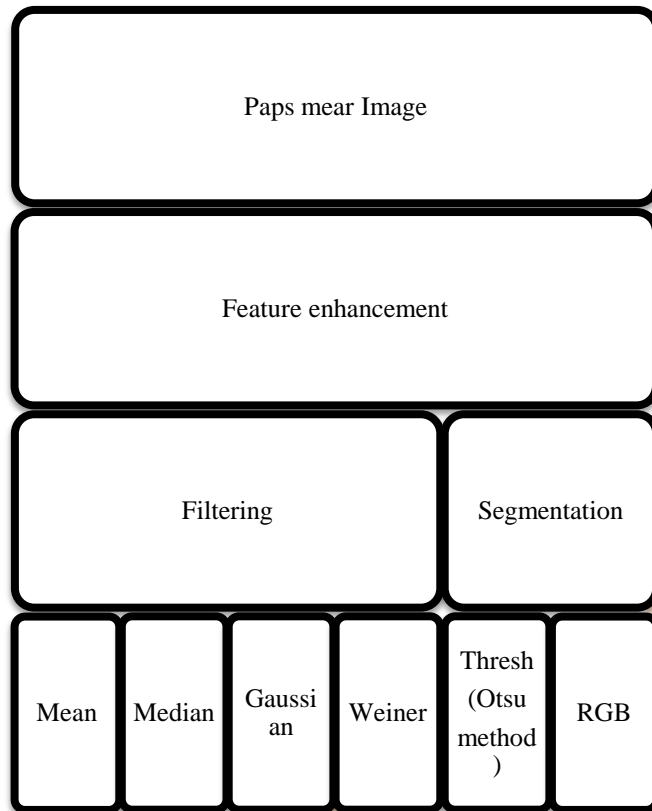 Paps mear Image
Feature enhancement
Filtering
Segmentation
Mean
Median
Gaussi
an
Weiner
Thresh
(Otsu
method
)
RGB